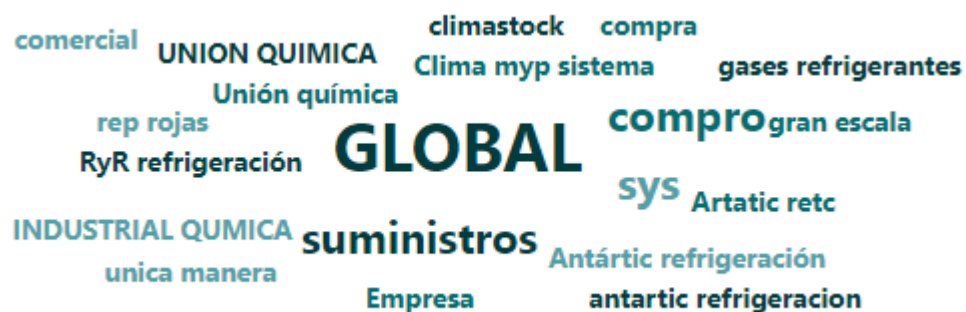 climastock compra
comercial UNION QUIMICA
Clima myp sistema gases refrigerantes
Unión química
rep rojas GLOBAL compro gran escala
RyR refrigeración
sys Artatic retc
INDUSTRIAL QUMICA suministros
Antártic refrigeración
unica manera
Empresa antartic refrigeracion